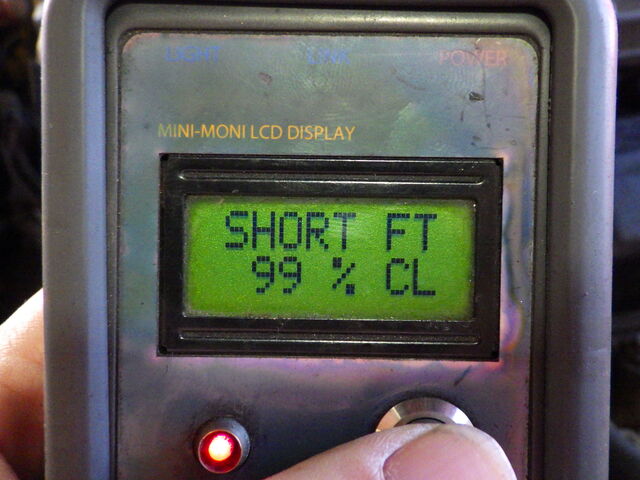 LIGHT LINK POWER
MINI-MONI LCD DISPLAY
SHORT FT
99 % CL